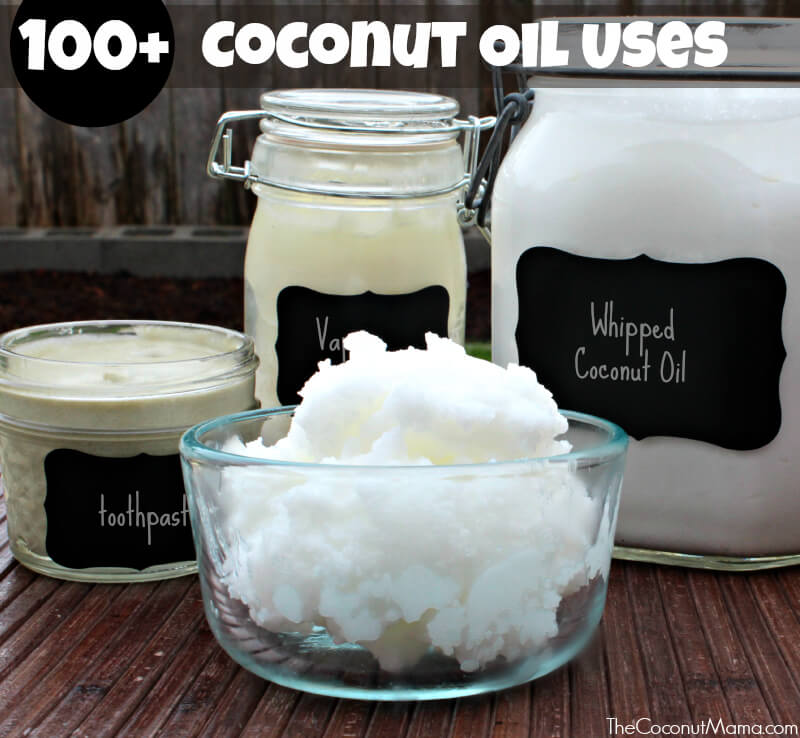 100+ COCONUT OIL USES
Whipped
Coconut Oil
TheCoconutMama.com